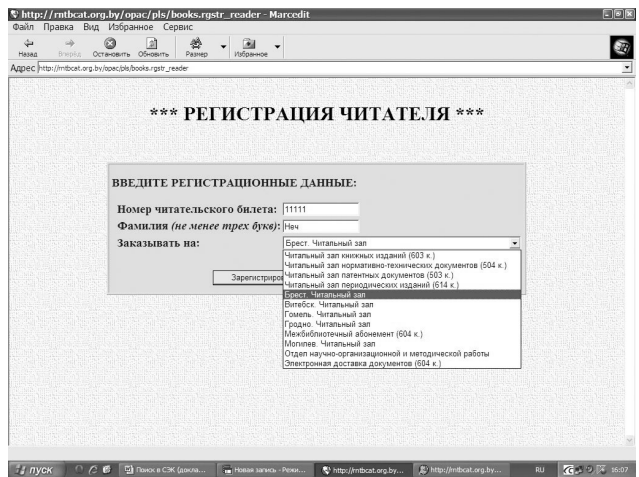 http://rntbcat.org.by/opac/pls/books.rgstr_reader - Marcedit
Файл Правка Вид Избранное Сервис
Назад Вперёд Остановить Обновить Размер Избранное
Адрес http://rntbcat.org.by/opac/pls/books.rgstr_reader
*** РЕГИСТРАЦИЯ ЧИТАТЕЛЯ ***
ВВЕДИТЕ РЕГИСТРАЦИОННЫЕ ДАННЫЕ:
Номер читательского билета: 11111
Фамилия (не менее трех букв): Неч
Заказывать на: Брест. Читальный зал
Читальный зал книжных изданий (603 к.)
Читальный зал нормативно-технических документов (504 к.)
Зарегистриро Читальный зал патентных документов (503 к.)
Читальный зал периодических изданий (614 к.)
Брест. Читальный зал
Витебск. Читальный зал
Гомель. Читальный зал
Гродно. Читальный зал
Межбиблиотечный абонемент (604 к.)
Могилев. Читальный зал
Отдел научно-организационной и методической работы
Электронная доставка документов (604 к.)
пуск Поиск в СЭК (докла... Новая запись - Режи... http://rntbcat.org.by... http://rntbcat.org.by... RU 16:07